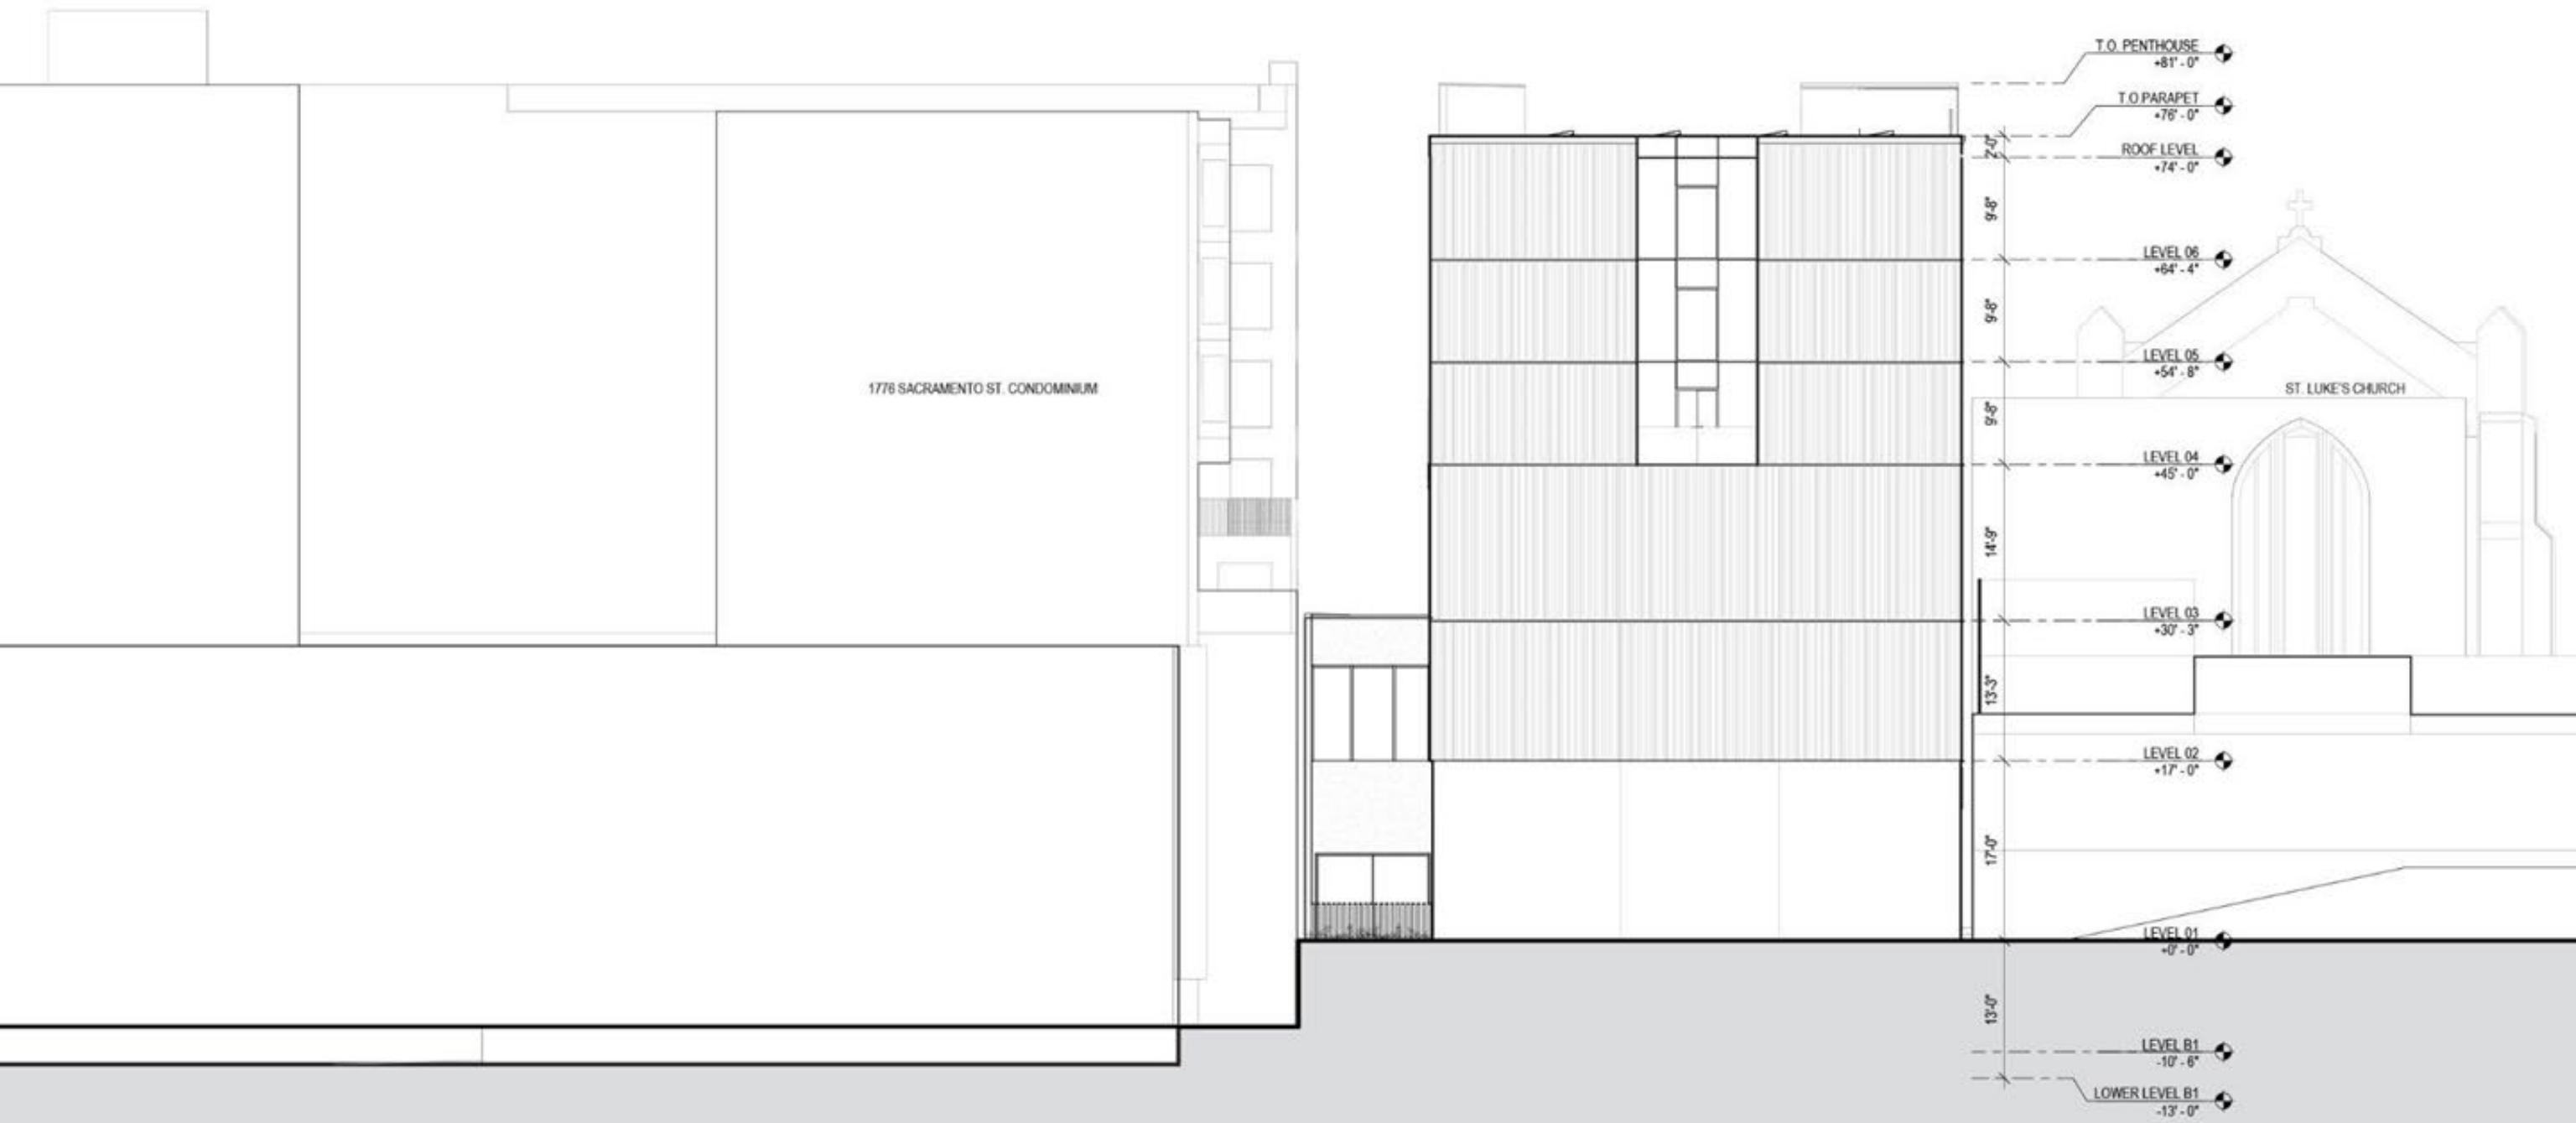 T.O. PENTHOUSE
+81' - 0"
T.O PARAPET
+76' - 0"
2'-0"
ROOF LEVEL
+74' - 0"
9'-8"
LEVEL 06
+64' - 4"
9'-8"
LEVEL 05
+54' - 8"
1776 SACRAMENTO ST. CONDOMINIUM
ST. LUKE'S CHURCH
9'-8"
LEVEL 04
+45' - 0"
14'-9"
LEVEL 03
+30' - 3"
13'-3"
LEVEL 02
+17' - 0"
17'-0"
LEVEL 01
+0' - 0"
13'-0"
LEVEL B1
-10' - 6"
LOWER LEVEL B1
-13' - 0"